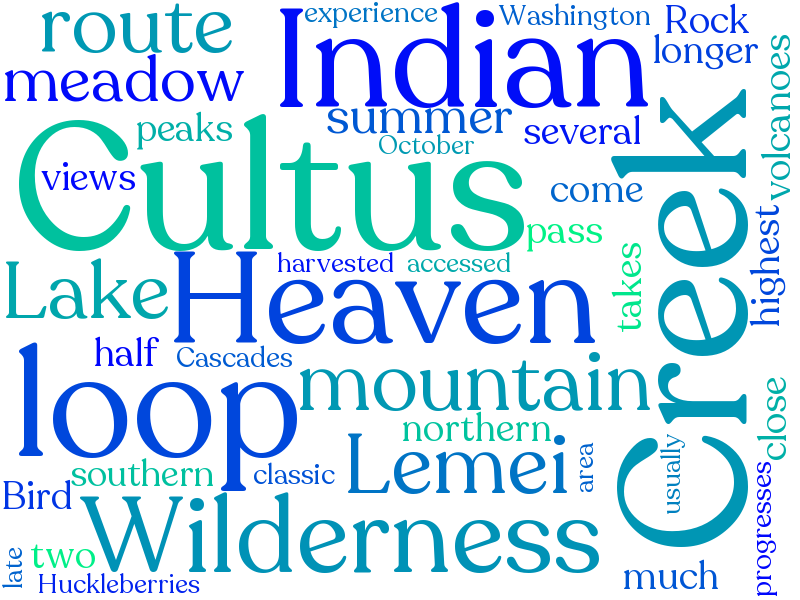 experience
Washington
Rock
route
Indian
longer
meadow
volcanoes
peaks
summer
several
October
Cultus
views
come
Creek
pass
highest
takes
harvested
accessed
Lake
Heaven
half
Cascades
loop
mountain
close
northern
Lemei
usually
area
southern
classic
progresses
Bird
Wilderness
late
two
much
Huckleberries